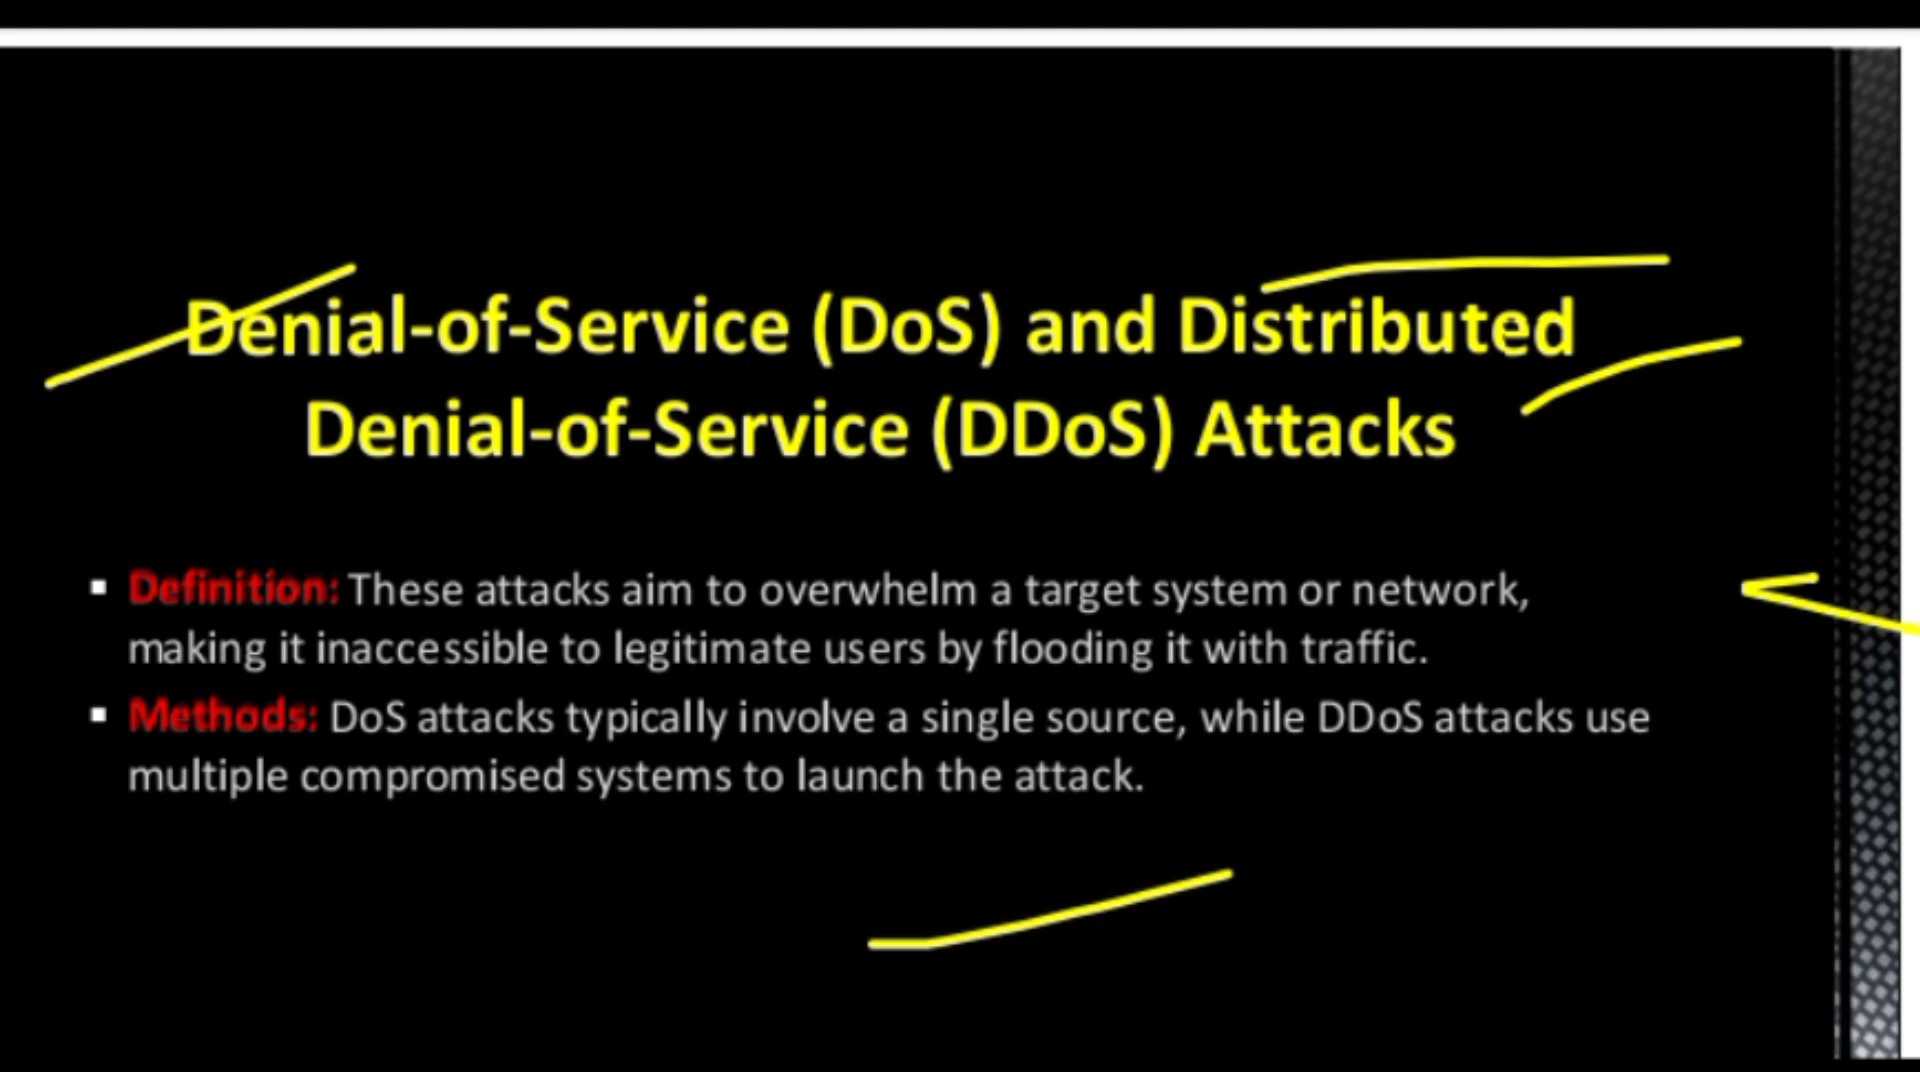 Denial-of-Service (DoS) and Distributed
Denial-of-Service (DDoS) Attacks
▪ Definition: These attacks aim to overwhelm a target system or network,
making it inaccessible to legitimate users by flooding it with traffic.
▪ Methods: DoS attacks typically involve a single source, while DDoS attacks use
multiple compromised systems to launch the attack.